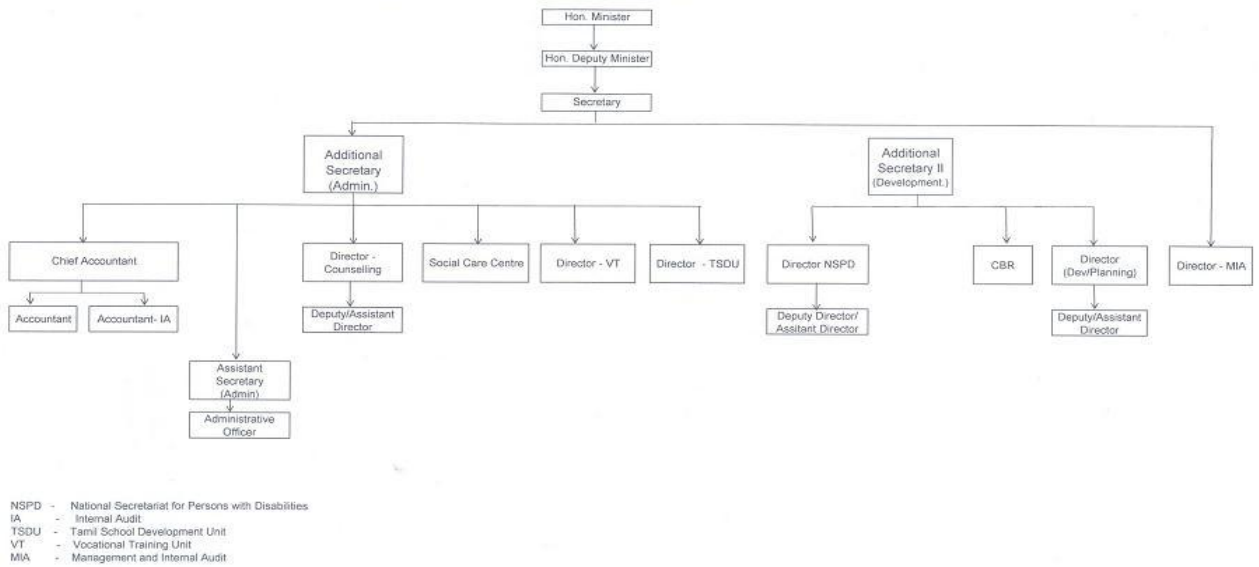 Hon. Minister
Hon. Deputy Minister
Secretary
Additional
Secretary
(Admin.)
Additional
Secretary II
(Development.)
Chief Accountant
Director -
Counselling
Social Care Centre
Director - VT
Director - TSDU
Director NSPD
CBR
Director
(Dev/Planning)
Director - MIA
Accountant
Accountant- IA
Deputy/Assistant
Director
Deputy Director/
Assitant Director
Deputy/Assistant
Director
Assistant
Secretary
(Admin)
Administrative
Officer
NSPD - National Secretariat for Persons with Disabilities
IA - Internal Audit
TSDU - Tamil School Development Unit
VT - Vocational Training Unit
MIA - Management and Internal Audit